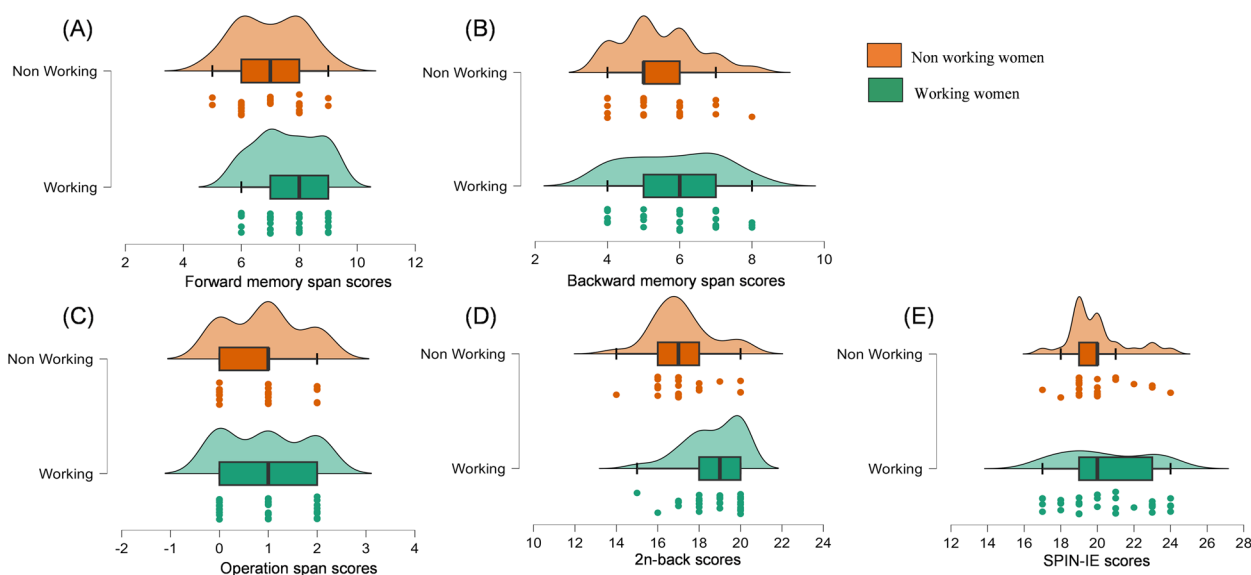 (A)
Non Working
Working
2 4 6 8 10 12
Forward memory span scores
(B)
Non Working
Working
2 4 6 8 10
Backward memory span scores
Non working women
Working women
(C)
Non Working
Working
-2 -1 0 1 2 3 4
Operation span scores
(D)
Non Working
Working
10 12 14 16 18 20 22 24
2n-back scores
(E)
Non Working
Working
12 14 16 18 20 22 24 26 28
SPIN-IE scores